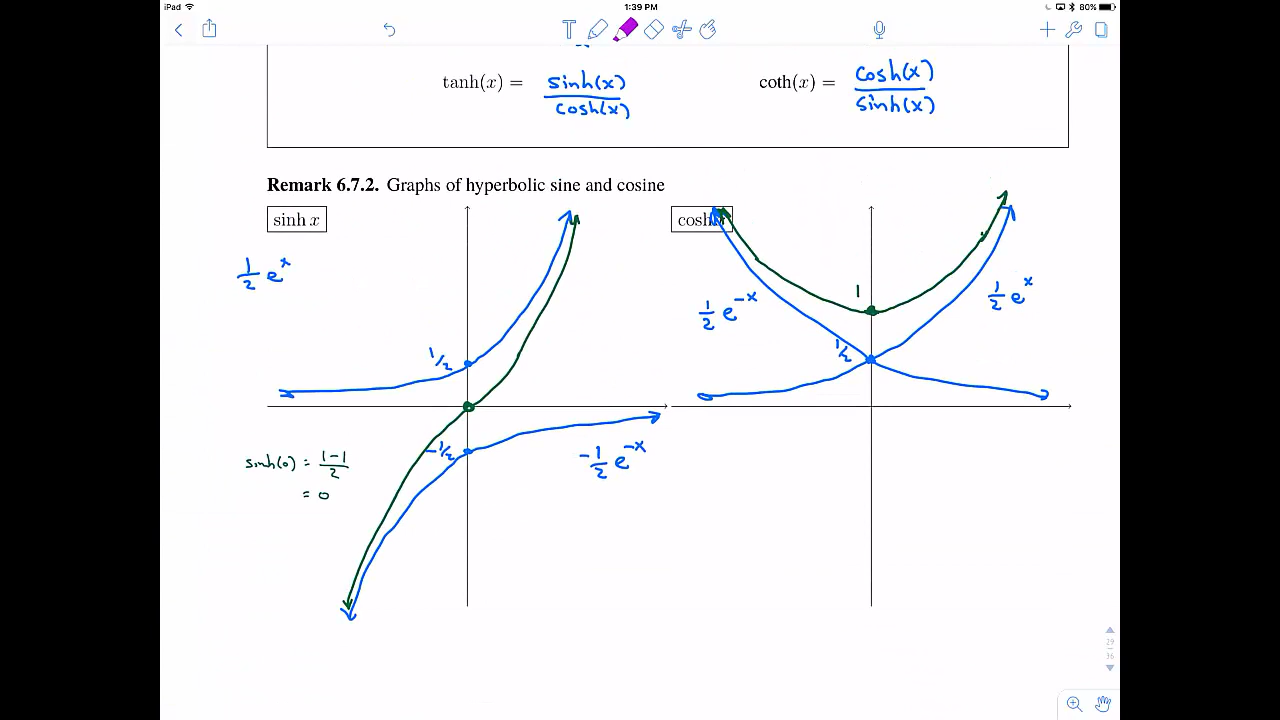 iPad 1:39 PM 80%
T
tanh(x) = sinh(x)/cosh(x) coth(x) = cosh(x)/sinh(x)
Remark 6.7.2. Graphs of hyperbolic sine and cosine
sinh x
1/2 e^x
1/2
-1/2
-1/2 e^-x
sinh(0) = 1-1/2
= 0
cosh
1/2 e^-x
1
1/2 e^x
1/2
29
36